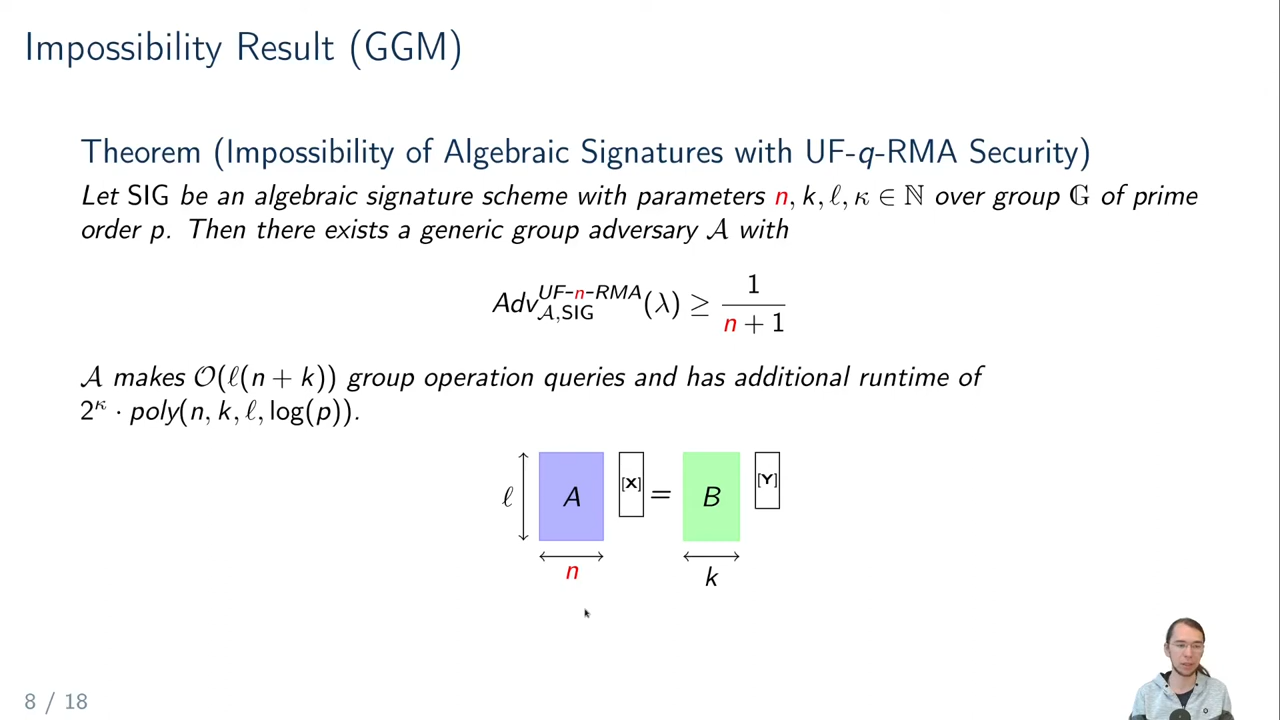 Impossibility Result (GGM)
Theorem (Impossibility of Algebraic Signatures with UF-q-RMA Security)
Let SIG be an algebraic signature scheme with parameters n, k, ℓ, κ ∈ ℕ over group 𝔾 of prime
order p. Then there exists a generic group adversary 𝒜 with
Adv^{UF-n-RMA}_{𝒜,SIG}(λ) ≥ 1/(n + 1)
𝒜 makes 𝒪(ℓ(n + k)) group operation queries and has additional runtime of
2^κ · poly(n, k, ℓ, log(p)).
ℓ A [X] = B [Y]
n k
8 / 18